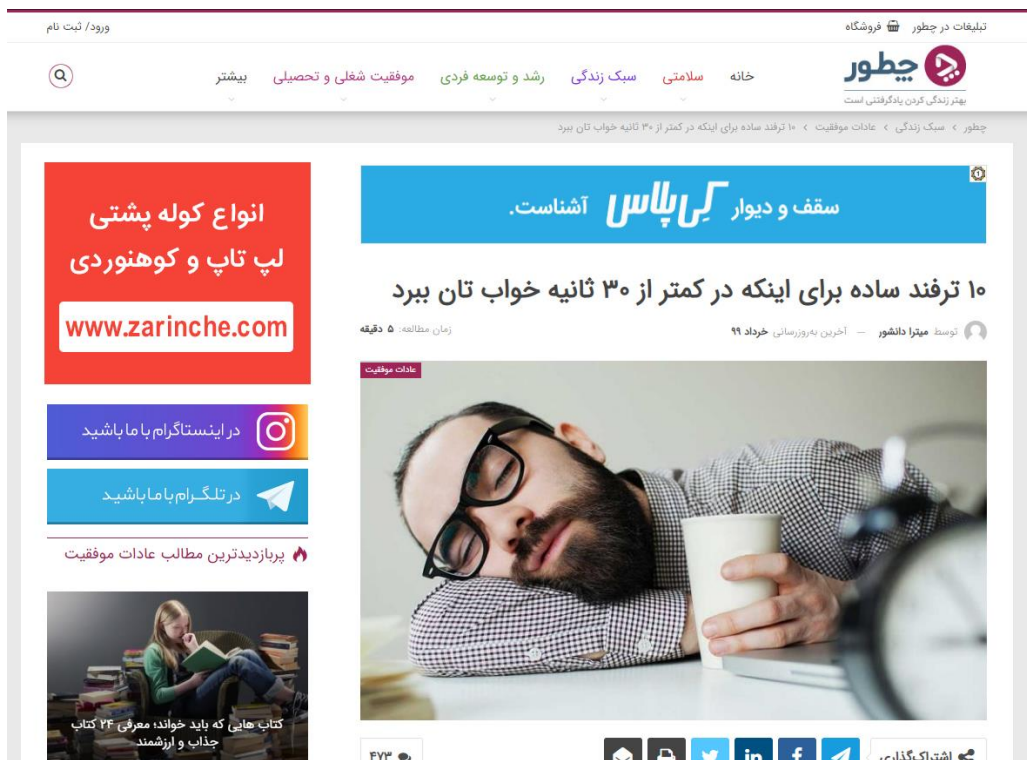 تبلیغات در چطور
فروشگاه
ورود/ ثبت نام
چطور
بهتر زندگی کردن یادگرفتنی است
خانه
سلامتی
سبک زندگی
رشد و توسعه فردی
موفقیت شغلی و تحصیلی
بیشتر
چطور › سبک زندگی › عادات موفقیت › ۱۰ ترفند ساده برای اینکه در کمتر از ۳۰ ثانیه خواب تان ببرد
سقف و دیوار کی‌پلاس آشناست.
۱۰ ترفند ساده برای اینکه در کمتر از ۳۰ ثانیه خواب تان ببرد
توسط میترا دانشور — آخرین به‌روزرسانی خرداد ۹۹
زمان مطالعه: ۵ دقیقه
عادات موفقیت
اشتراک‌گذاری
۴۷۳
انواع کوله پشتی
لپ تاپ و کوهنوردی
www.zarinche.com
در اینستاگرام با ما باشید
در تلگرام با ما باشید
پربازدیدترین مطالب عادات موفقیت
کتاب هایی که باید خواند؛ معرفی ۲۴ کتاب
جذاب و ارزشمند